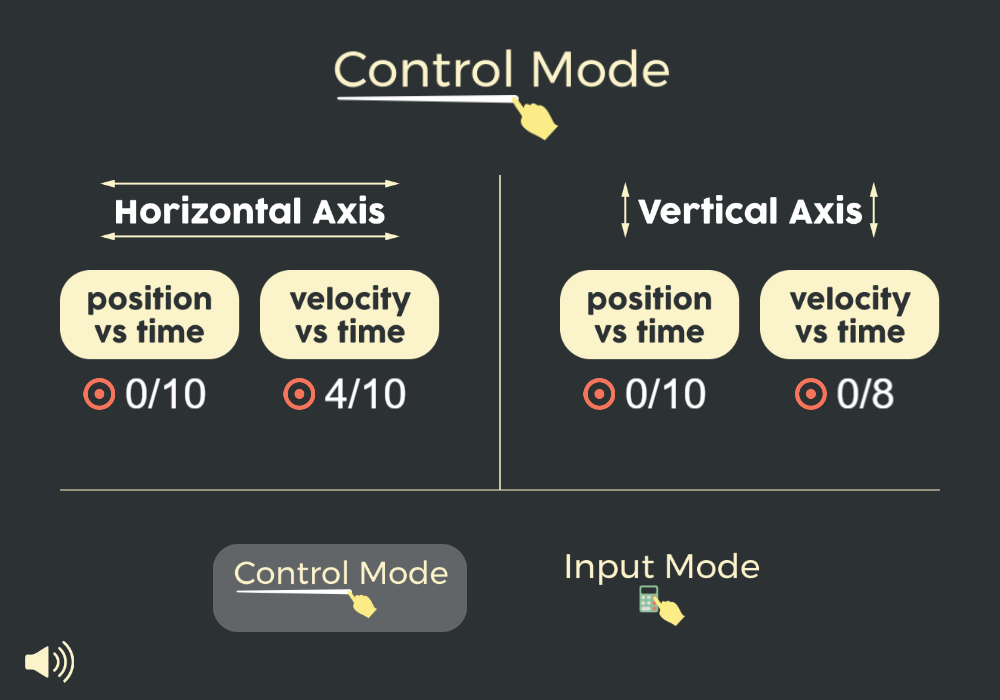 Control Mode
Horizontal Axis
Vertical Axis
position
vs time
velocity
vs time
position
vs time
velocity
vs time
0/10
4/10
0/10
0/8
Control Mode
Input Mode